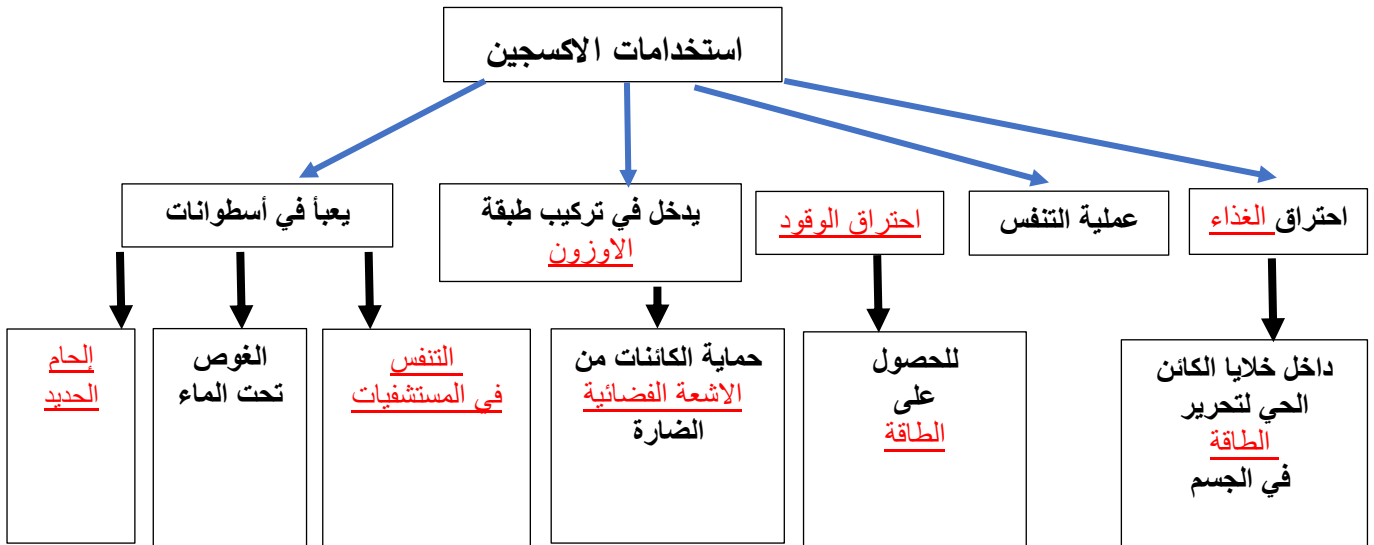 استخدامات الاكسجين
احتراق الغذاء
عملية التنفس
احتراق الوقود
يدخل في تركيب طبقة
الاوزون
يعبأ في أسطوانات
داخل خلايا الكائن
الحي لتحرير
الطاقة
في الجسم
للحصول
على
الطاقة
حماية الكائنات من
الاشعة الفضائية
الضارة
التنفس
في المستشفيات
الغوص
تحت الماء
إلحام
الحديد